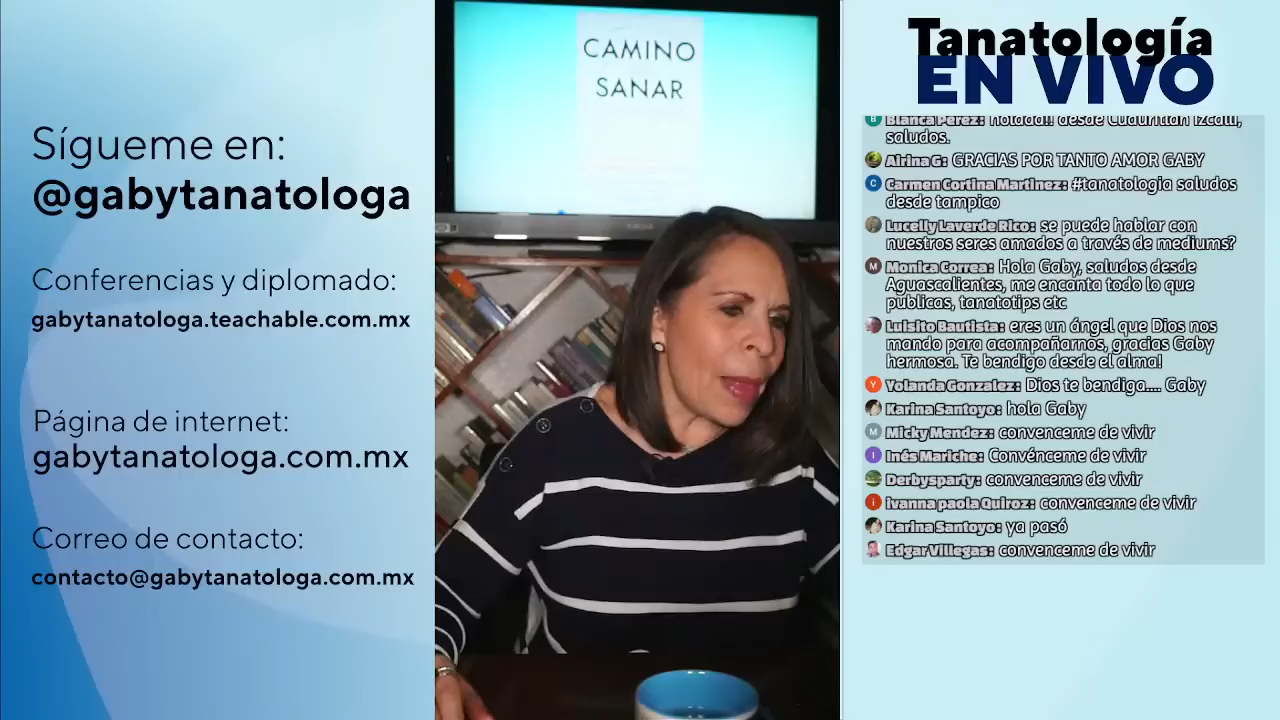 Sígueme en:
@gabytanatologa
Conferencias y diplomado:
gabytanatologa.teachable.com.mx
Página de internet:
gabytanatologa.com.mx
Correo de contacto:
contacto@gabytanatologa.com.mx
CAMINO
SANAR
Tanatología
EN VIVO
Blanca Perez: holaaa!! desde Cuautitlán Izcalli,
saludos.
Airina G: GRACIAS POR TANTO AMOR GABY
Carmen Cortina Martinez: #tanatologia saludos
desde tampico
Lucelly Laverde Rico: se puede hablar con
nuestros seres amados a través de mediums?
Monica Correa: Hola Gaby, saludos desde
Aguascalientes, me encanta todo lo que
publicas, tanatotips etc
Luisito Bautista: eres un ángel que Dios nos
mando para acompañarnos, gracias Gaby
hermosa. Te bendigo desde el alma!
Yolanda Gonzalez: Dios te bendiga.... Gaby
Karina Santoyo: hola Gaby
Micky Mendez: convenceme de vivir
Inés Mariche: Convénceme de vivir
Derbysparty: convenceme de vivir
ivanna paola Quiroz: convenceme de vivir
Karina Santoyo: ya pasó
Edgar Villegas: convenceme de vivir